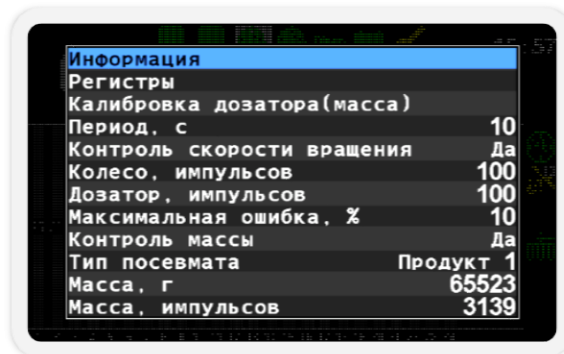 Информация
Регистры
Калибровка дозатора(масса)
Период, с 10
Контроль скорости вращения Да
Колесо, импульсов 100
Дозатор, импульсов 100
Максимальная ошибка, % 10
Контроль массы Да
Тип посевмата Продукт 1
Масса, г 65523
Масса, импульсов 3139